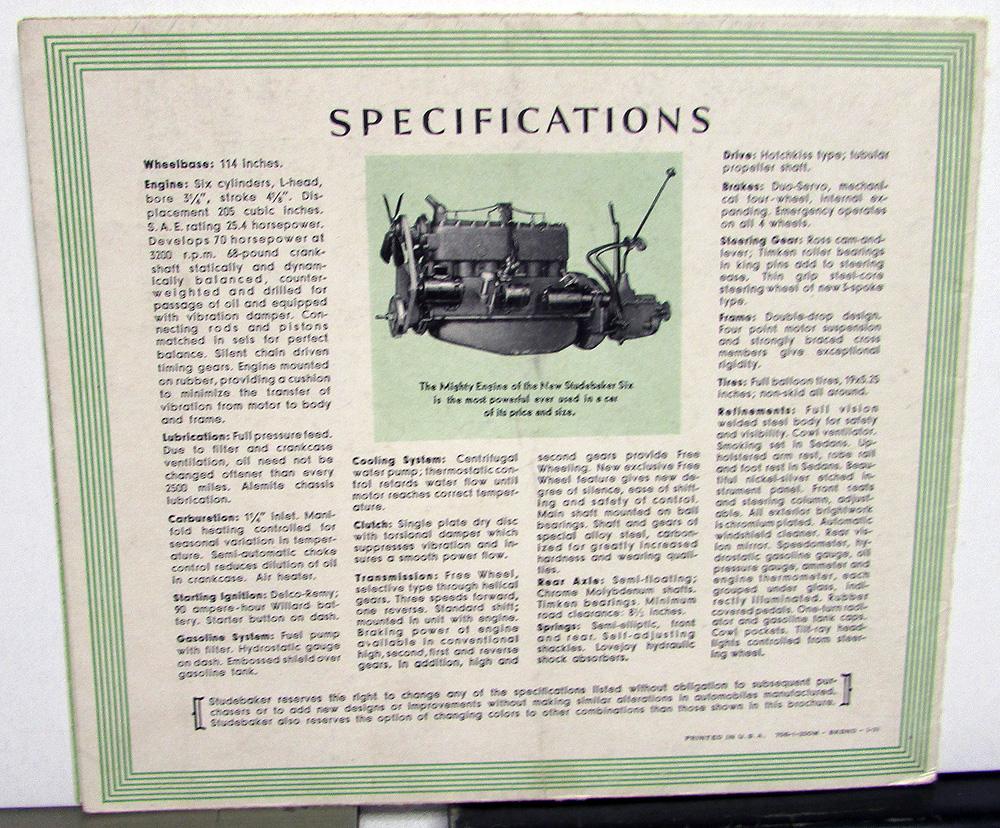 SPECIFICATIONS
Wheelbase: 114 inches.
Engine: Six cylinders, L-head,
bore 3¼", stroke 4⅛". Dis-
placement 205 cubic inches.
S. A. E. rating 25.4 horsepower.
Develops 70 horsepower at
3200 r.p.m. 68-pound crank-
shaft statically and dynam-
ically balanced, counter-
weighted and drilled for
passage of oil and equipped
with vibration damper. Con-
necting rods and pistons
matched in sets for perfect
balance. Silent chain driven
timing gears. Engine mounted
on rubber, providing a cushion
to minimize the transfer of
vibration from motor to body
and frame.
Lubrication: Full pressure feed.
Due to filter and crankcase
ventilation, oil need not be
changed oftener than every
2500 miles. Alemite chassis
lubrication.
Carburetion: 1¼" inlet. Mani-
fold heating controlled for
seasonal variation in temper-
ature. Semi-automatic choke
control reduces dilution of oil
in crankcase. Air heater.
Starting Ignition: Delco-Remy;
90 ampere-hour Willard bat-
tery. Starter button on dash.
Gasoline System: Fuel pump
with filter. Hydrostatic gauge
on dash. Embossed shield over
gasoline tank.
The Mighty Engine of the New Studebaker Six
is the most powerful ever used in a car
of its price and size.
Cooling System: Centrifugal
water pump; thermostatic con-
trol retards water flow until
motor reaches correct temper-
ature.
Clutch: Single plate dry disc
with torsional damper which
suppresses vibration and in-
sures a smooth power flow.
Transmission: Free Wheel,
selective type through helical
gears. Three speeds forward,
one reverse. Standard shift;
mounted in unit with engine.
Braking power of engine
available in conventional
high, second, first and reverse
gears. In addition, high and
second gears provide Free
Wheeling. New exclusive Free
Wheel feature gives new de-
gree of silence, ease of shift-
ing and safety of control.
Main shaft mounted on ball
bearings. Shaft and gears of
special alloy steel, carbon-
ized for greatly increased
hardness and wearing quali-
ties.
Rear Axle: Semi-floating;
Chrome Molybdenum shafts.
Timken bearings. Minimum
road clearance: 8½ inches.
Springs: Semi-elliptic, front
and rear. Self-adjusting
shackles. Lovejoy hydraulic
shock absorbers.
Drive: Hotchkiss type; tubular
propeller shaft.
Brakes: Duo-Servo, mechani-
cal four-wheel, internal ex-
panding. Emergency operates
on all 4 wheels.
Steering Gear: Ross cam-and-
lever; Timken roller bearings
in king pins add to steering
ease. Thin grip steel-core
steering wheel of new 3-spoke
type.
Frame: Double-drop design.
Four point motor suspension
and strongly braced cross
members give exceptional
rigidity.
Tires: Full balloon tires, 19x5.25
inches; non-skid all around.
Refinements: Full vision
welded steel body for safety
and visibility. Cowl ventilator.
Smoking set in Sedans. Up-
holstered arm rest, robe rail
and foot rest in Sedans. Beau-
tiful nickel-silver etched in-
strument panel. Front seats
and steering column, adjust-
able. All exterior brightwork
is chromium plated. Automatic
windshield cleaner. Rear vis-
ion mirror. Speedometer, hy-
drostatic gasoline gauge, oil
pressure gauge, ammeter and
engine thermometer, each
grouped under glass, indi-
rectly illuminated. Rubber
covered pedals. One-turn radi-
ator and gasoline tank caps.
Cowl pockets. Tilt-ray head-
lights controlled from steer-
ing wheel.
Studebaker reserves the right to change any of the specifications listed without obligation to subsequent pur-
chasers or to add new designs or improvements without making similar alterations in automobiles manufactured.
Studebaker also reserves the option of changing colors to other combinations than those shown in this brochure.
PRINTED IN U. S. A.